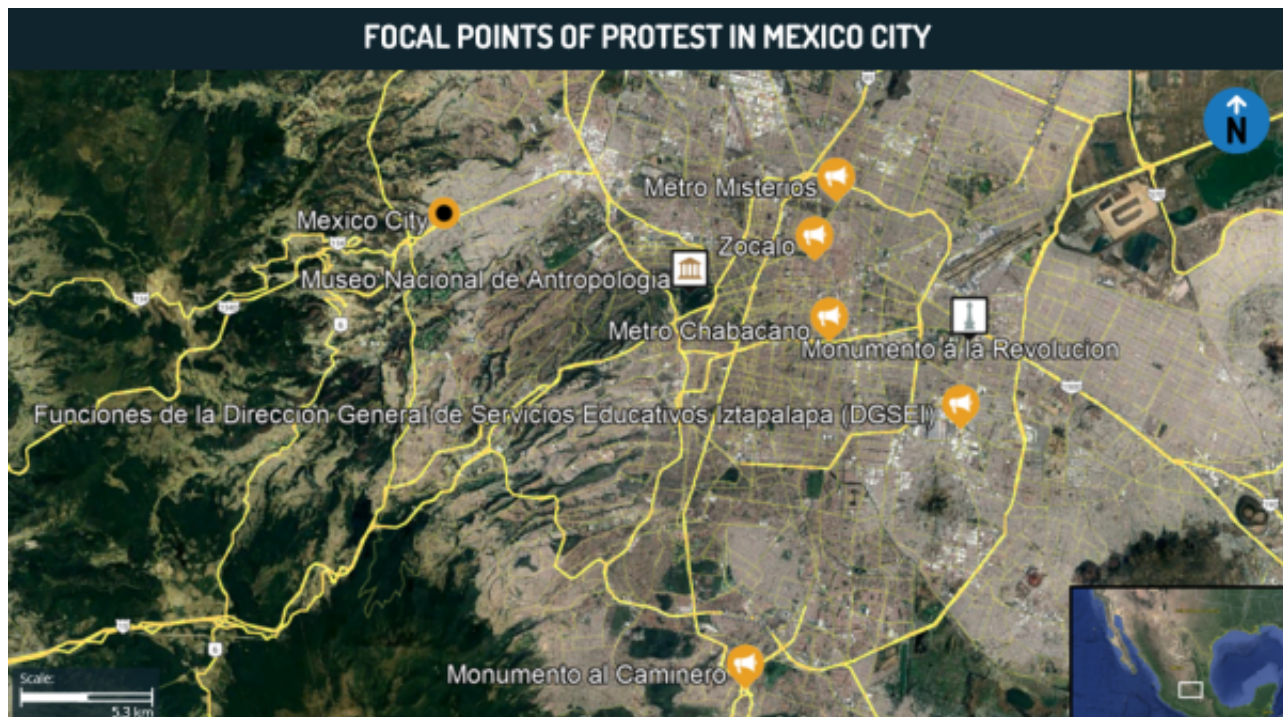 FOCAL POINTS OF PROTEST IN MEXICO CITY
N
Metro Misterios
Mexico City
Zocalo
Museo Nacional de Antropologia
Metro Chabacano
Monumento a la Revolucion
Funciones de la Direccion General de Servicios Educativos Iztapalapa (DGSEI)
Monumento al Caminero
Scale:
5.3 km